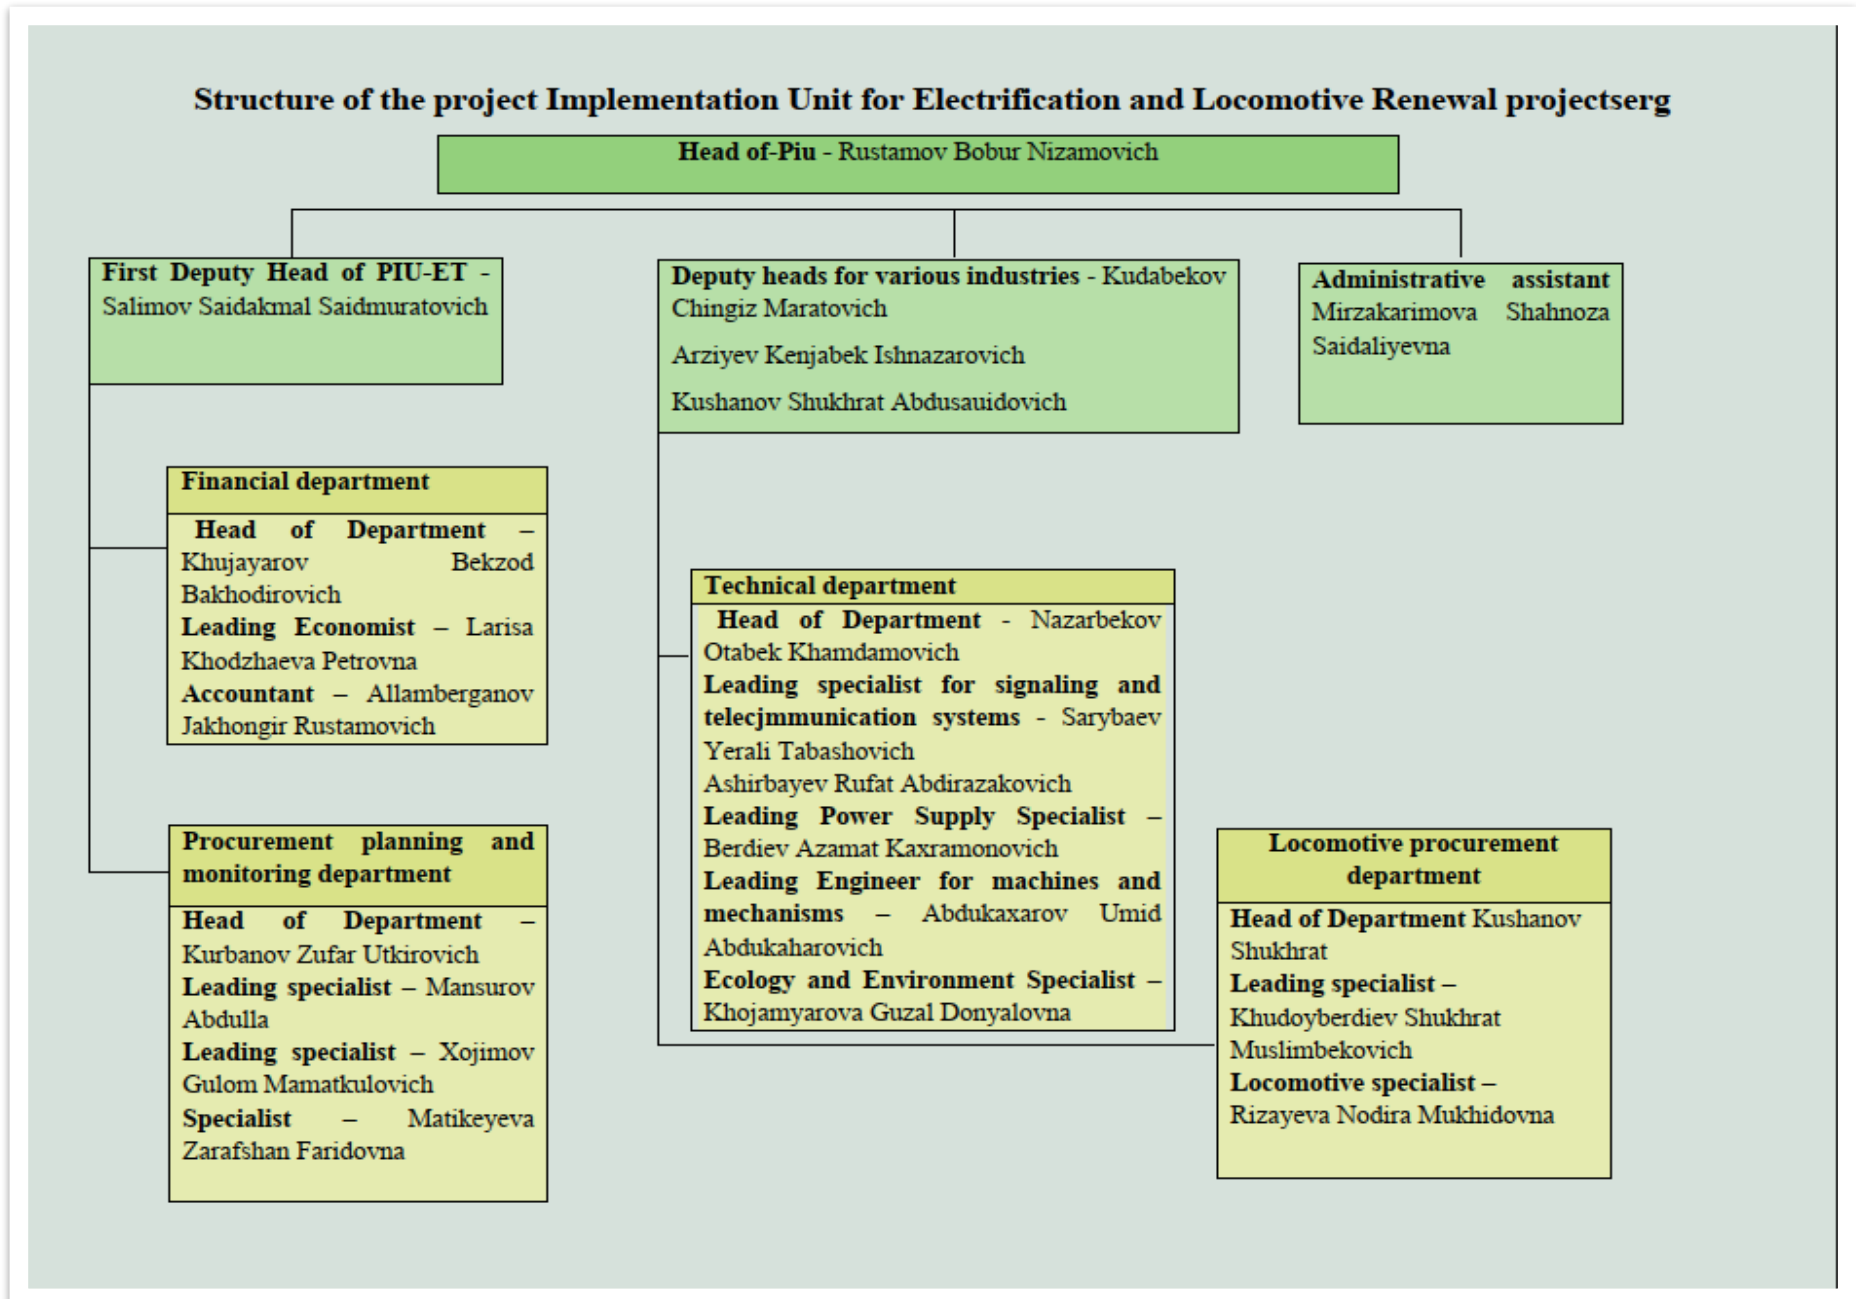 Structure of the project Implementation Unit for Electrification and Locomotive Renewal projectserg
Head of-Piu - Rustamov Bobur Nizamovich
First Deputy Head of PIU-ET -
Salimov Saidakmal Saidmuratovich
Deputy heads for various industries - Kudabekov
Chingiz Maratovich
Arziyev Kenjabek Ishnazarovich
Kushanov Shukhrat Abdusauidovich
Administrative assistant
Mirzakarimova Shahnoza
Saidaliyevna
Financial department
Head of Department –
Khujayarov Bekzod
Bakhodirovich
Leading Economist – Larisa
Khodzhaeva Petrovna
Accountant – Allamberganov
Jakhongir Rustamovich
Procurement planning and
monitoring department
Head of Department –
Kurbanov Zufar Utkirovich
Leading specialist – Mansurov
Abdulla
Leading specialist – Xojimov
Gulom Mamatkulovich
Specialist – Matikeyeva
Zarafshan Faridovna
Technical department
Head of Department - Nazarbekov
Otabek Khamdamovich
Leading specialist for signaling and
telecjmmunication systems - Sarybaev
Yerali Tabashovich
Ashirbayev Rufat Abdirazakovich
Leading Power Supply Specialist –
Berdiev Azamat Kaxramonovich
Leading Engineer for machines and
mechanisms – Abdukaxarov Umid
Abdukaharovich
Ecology and Environment Specialist –
Khojamyarova Guzal Donyalovna
Locomotive procurement
department
Head of Department Kushanov
Shukhrat
Leading specialist –
Khudoyberdiev Shukhrat
Muslimbekovich
Locomotive specialist –
Rizayeva Nodira Mukhidovna